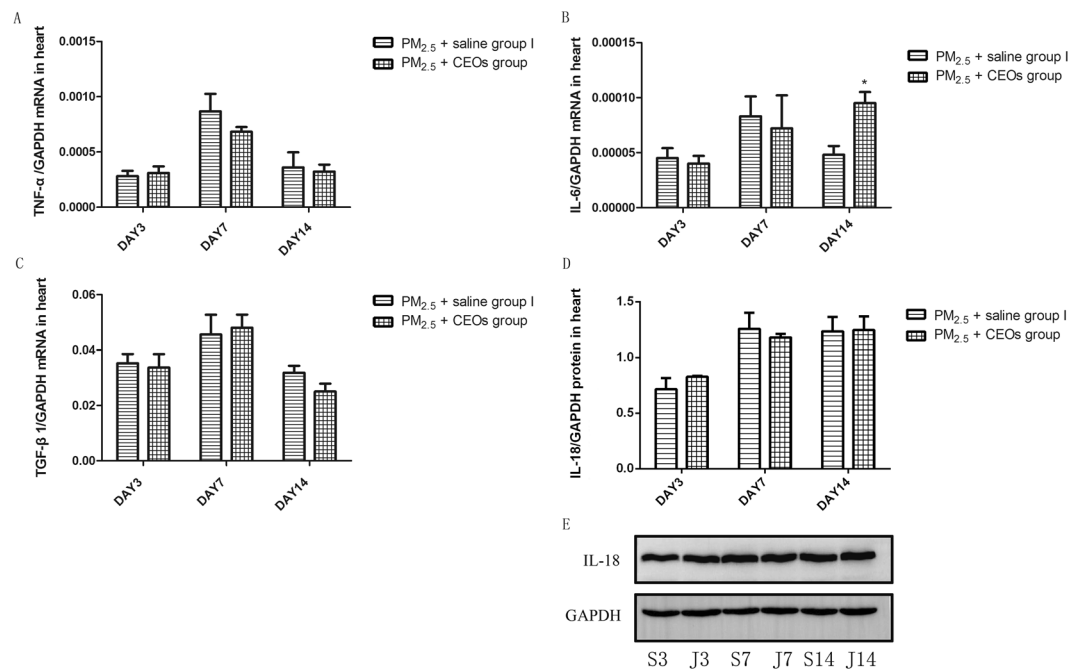 A
TNF-α /GAPDH mRNA in heart
0.0015
0.0010
0.0005
0.0000
DAY3
DAY7
DAY14
PM2.5 + saline group I
PM2.5 + CEOs group
B
IL-6/GAPDH mRNA in heart
0.00015
0.00010
0.00005
0.00000
*
DAY3
DAY7
DAY14
PM2.5 + saline group I
PM2.5 + CEOs group
C
TGF-β 1/GAPDH mRNA in heart
0.06
0.04
0.02
0.00
DAY3
DAY7
DAY14
PM2.5 + saline group I
PM2.5 + CEOs group
D
IL-18/GAPDH protein in heart
1.5
1.0
0.5
0.0
DAY3
DAY7
DAY14
PM2.5 + saline group I
PM2.5 + CEOs group
E
IL-18
GAPDH
S3 J3 S7 J7 S14 J14